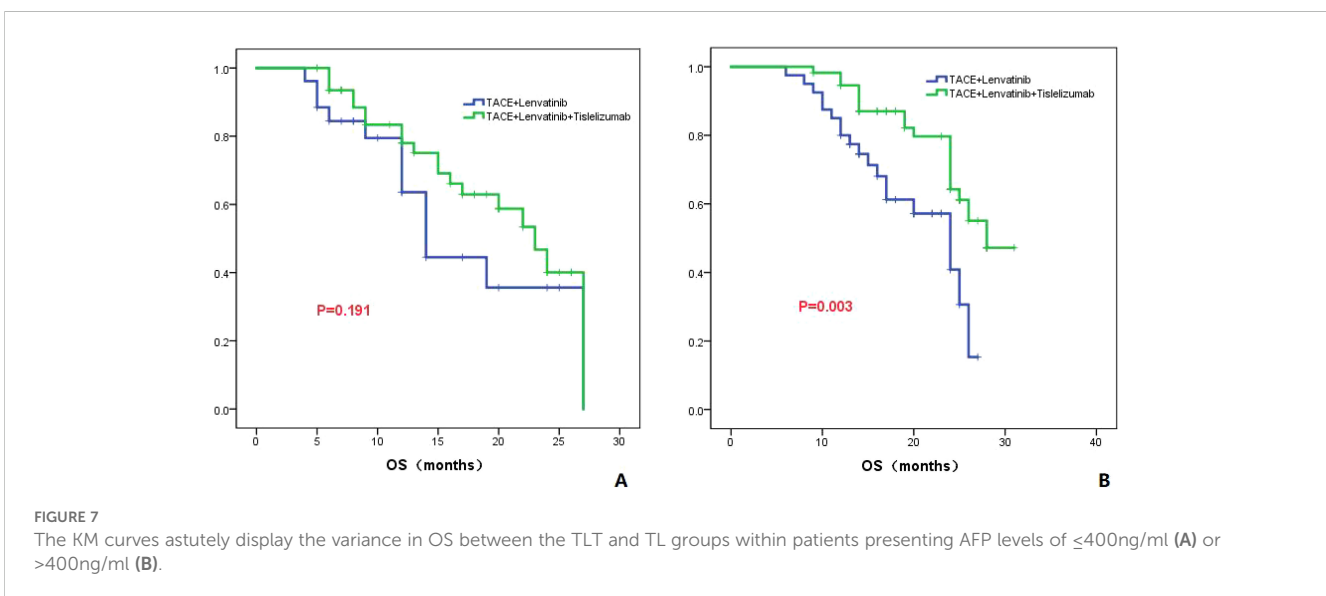 1.0
0.8
0.6
0.4
0.2
0.0
TACE+Lenvatinib
TACE+Lenvatinib+Tislelizumab
P=0.191
0 5 10 15 20 25 30
OS（months）
A
1.0
0.8
0.6
0.4
0.2
0.0
TACE+Lenvatinib
TACE+Lenvatinib+Tislelizumab
P=0.003
0 10 20 30 40
OS（months）
B
FIGURE 7
The KM curves astutely display the variance in OS between the TLT and TL groups within patients presenting AFP levels of ≤400ng/ml (A) or
>400ng/ml (B).